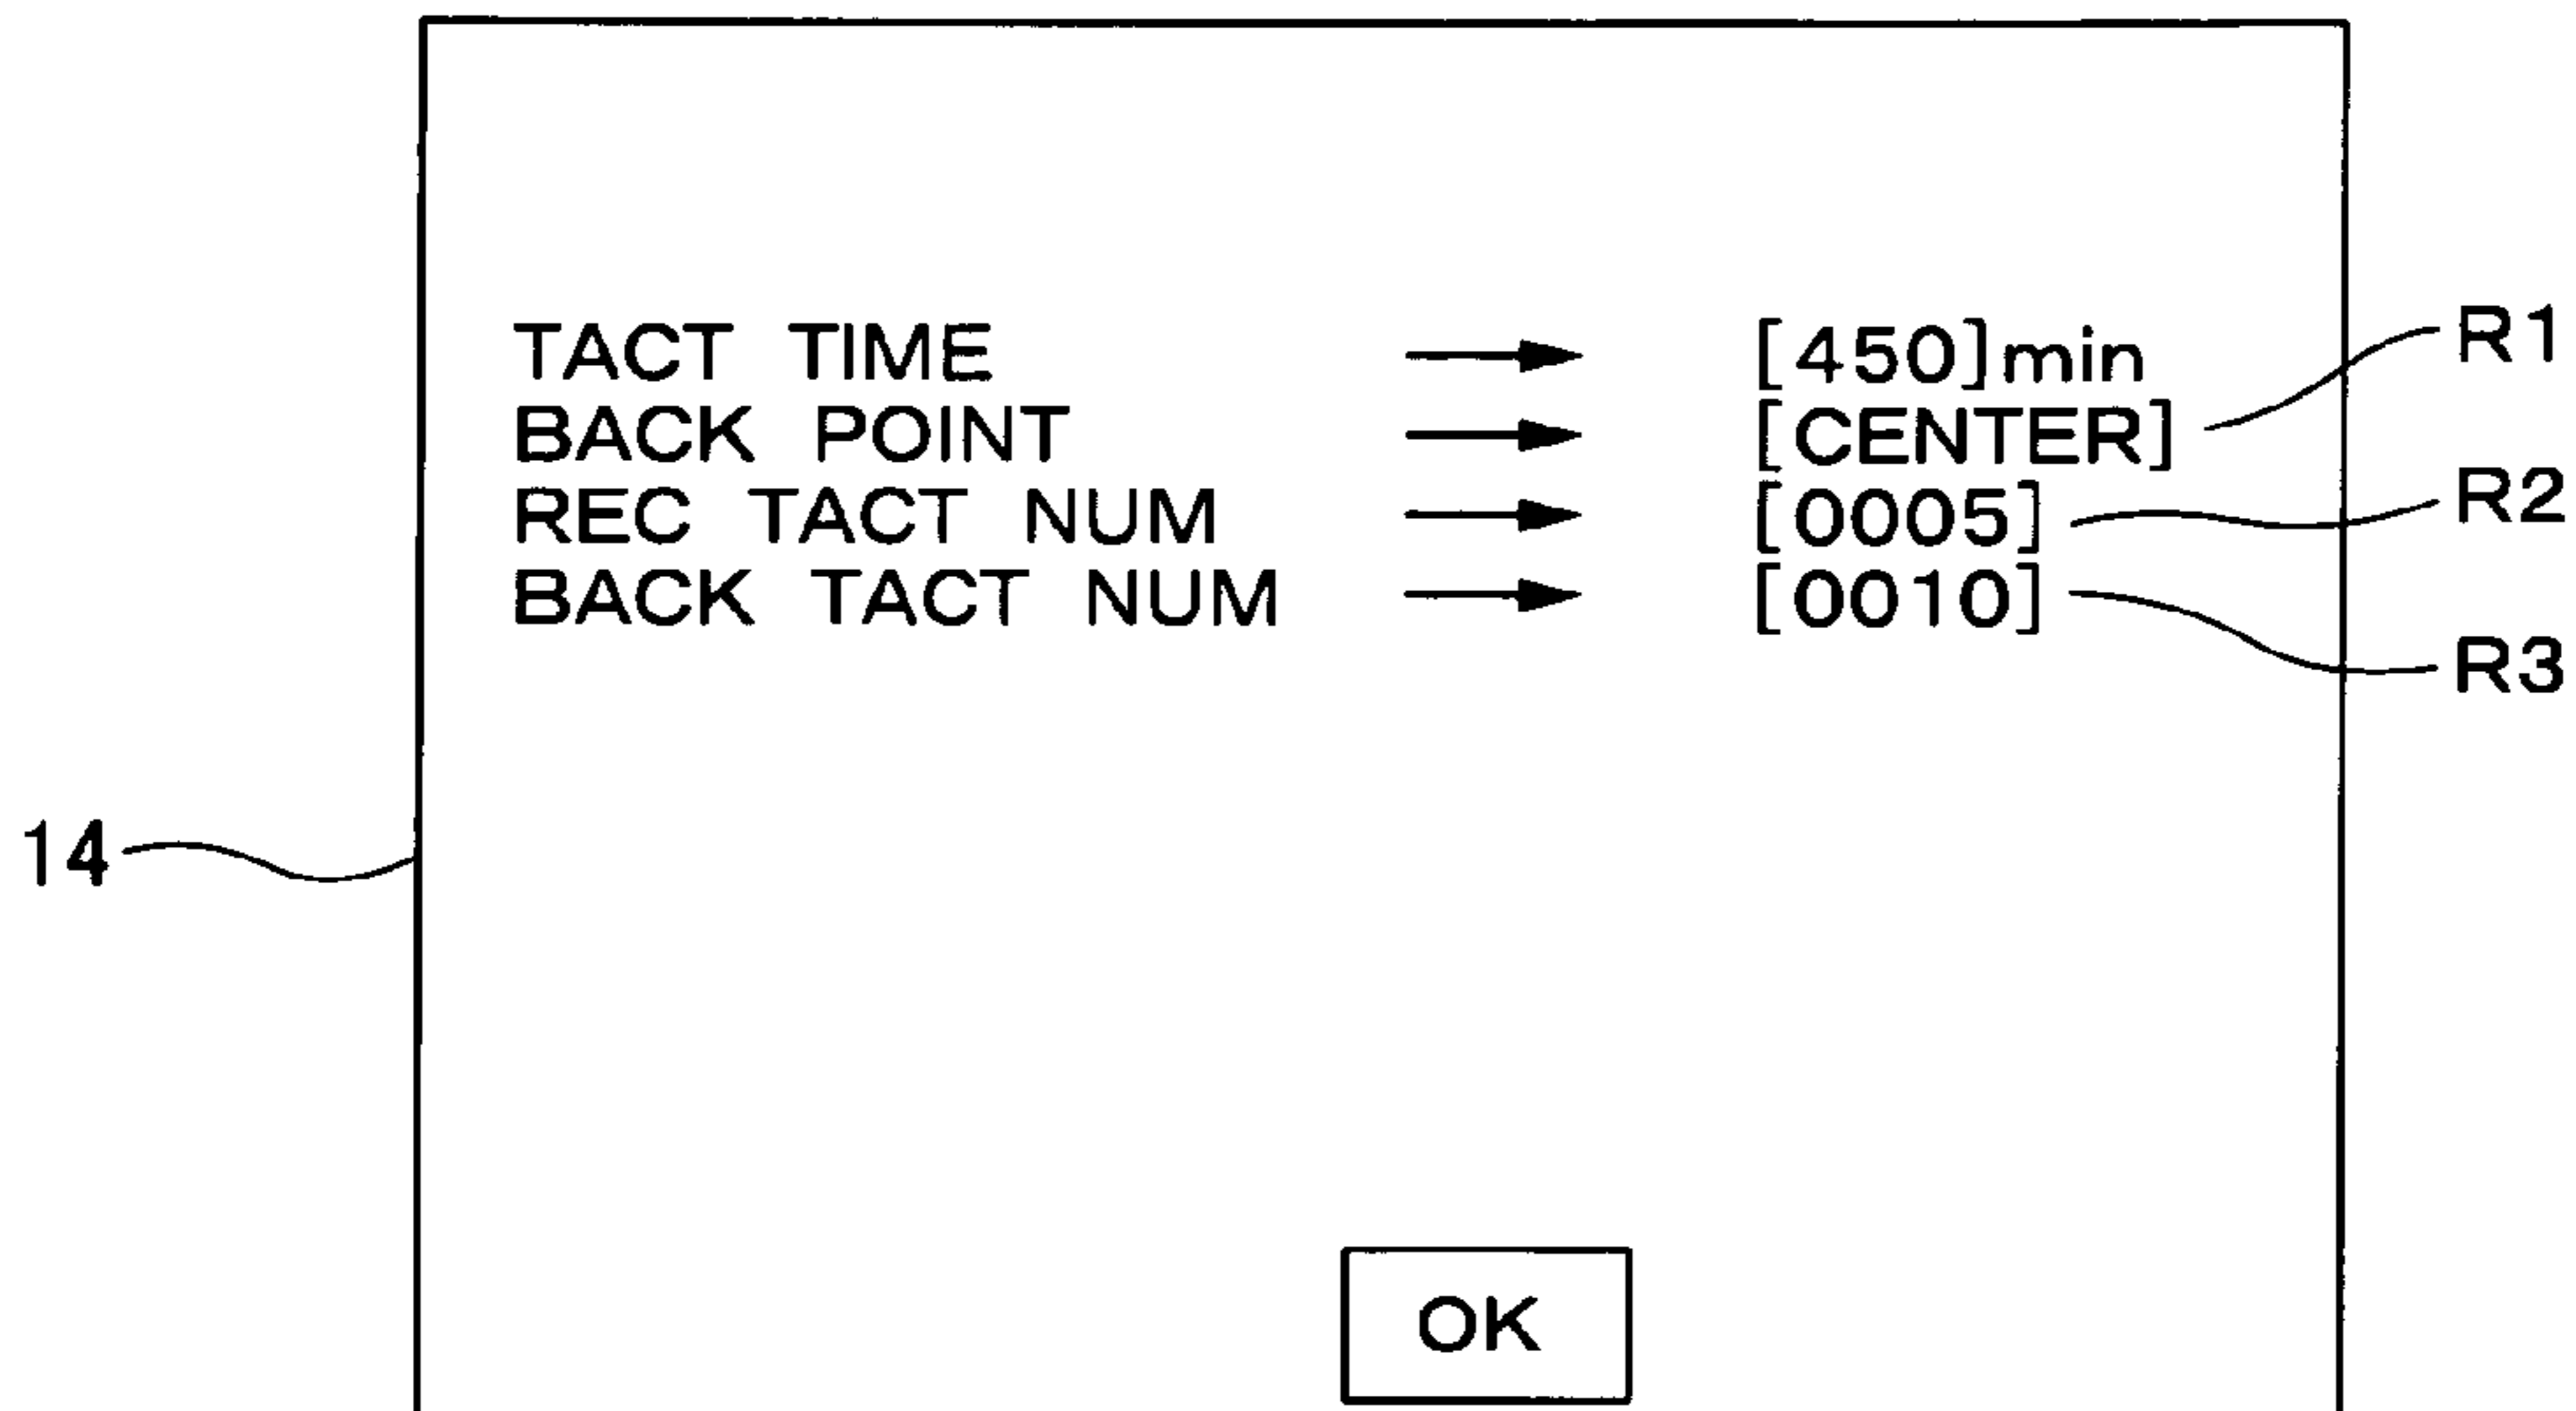 TACT TIME → [450]min
BACK POINT → [CENTER] R1
REC TACT NUM → [0005] R2
BACK TACT NUM → [0010] R3
14
OK